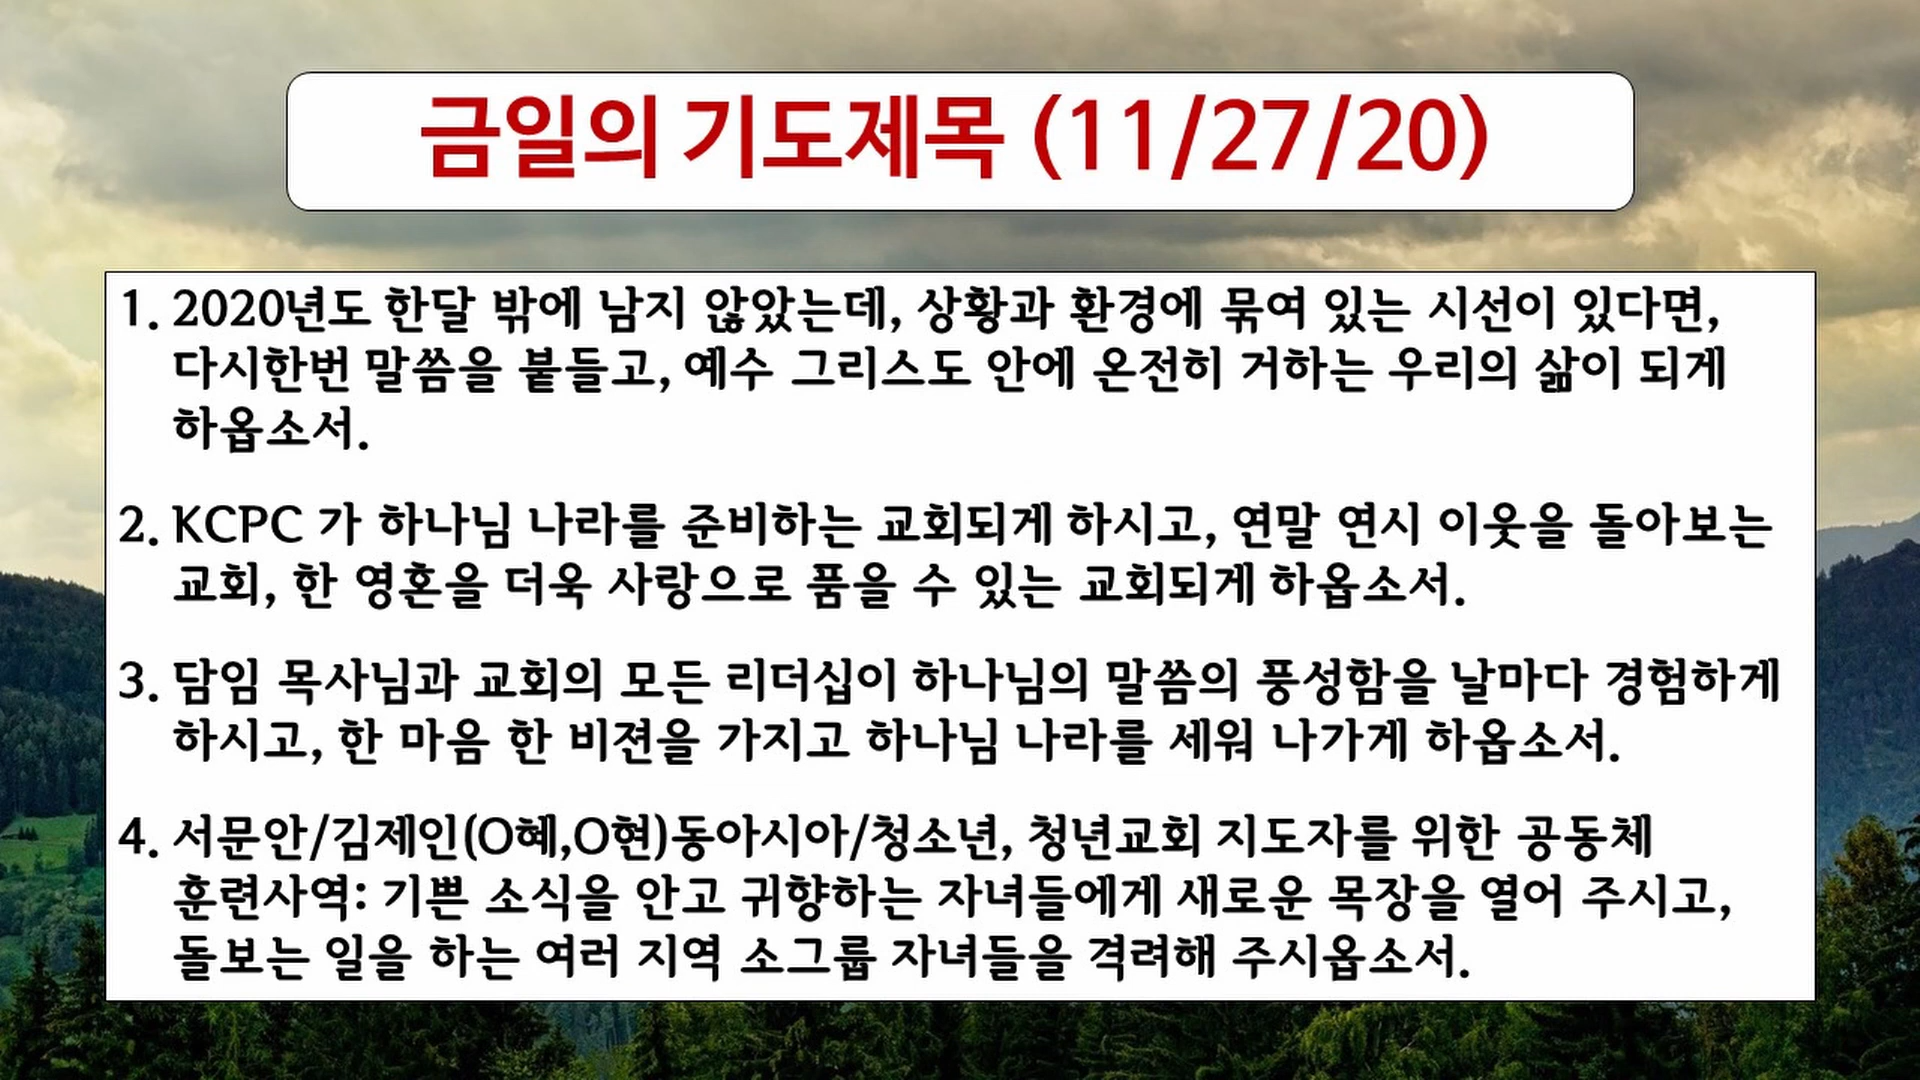 금일의 기도제목 (11/27/20)
1. 2020년도 한달 밖에 남지 않았는데, 상황과 환경에 묶여 있는 시선이 있다면,
다시한번 말씀을 붙들고, 예수 그리스도 안에 온전히 거하는 우리의 삶이 되게
하옵소서.
2. KCPC 가 하나님 나라를 준비하는 교회되게 하시고, 연말 연시 이웃을 돌아보는
교회, 한 영혼을 더욱 사랑으로 품을 수 있는 교회되게 하옵소서.
3. 담임 목사님과 교회의 모든 리더십이 하나님의 말씀의 풍성함을 날마다 경험하게
하시고, 한 마음 한 비젼을 가지고 하나님 나라를 세워 나가게 하옵소서.
4. 서문안/김제인(O혜,O현)동아시아/청소년, 청년교회 지도자를 위한 공동체
훈련사역: 기쁜 소식을 안고 귀향하는 자녀들에게 새로운 목장을 열어 주시고,
돌보는 일을 하는 여러 지역 소그룹 자녀들을 격려해 주시옵소서.